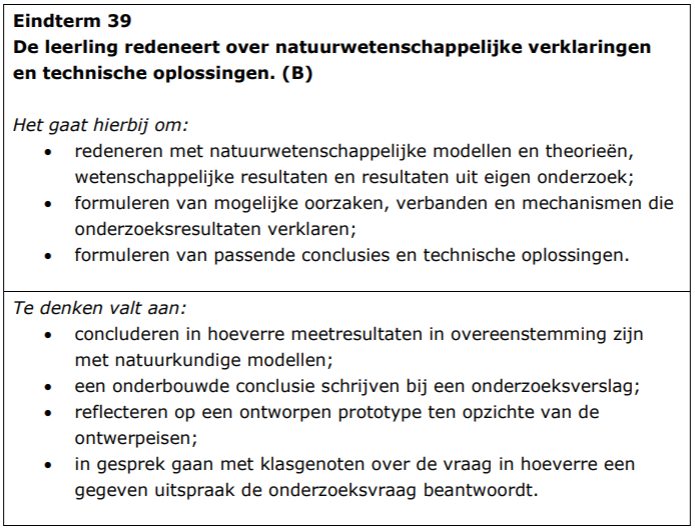 Eindterm 39
De leerling redeneert over natuurwetenschappelijke verklaringen
en technische oplossingen. (B)
Het gaat hierbij om:
• redeneren met natuurwetenschappelijke modellen en theorieën,
wetenschappelijke resultaten en resultaten uit eigen onderzoek;
• formuleren van mogelijke oorzaken, verbanden en mechanismen die
onderzoeksresultaten verklaren;
• formuleren van passende conclusies en technische oplossingen.
Te denken valt aan:
• concluderen in hoeverre meetresultaten in overeenstemming zijn
met natuurkundige modellen;
• een onderbouwde conclusie schrijven bij een onderzoeksverslag;
• reflecteren op een ontworpen prototype ten opzichte van de
ontwerpeisen;
• in gesprek gaan met klasgenoten over de vraag in hoeverre een
gegeven uitspraak de onderzoeksvraag beantwoordt.